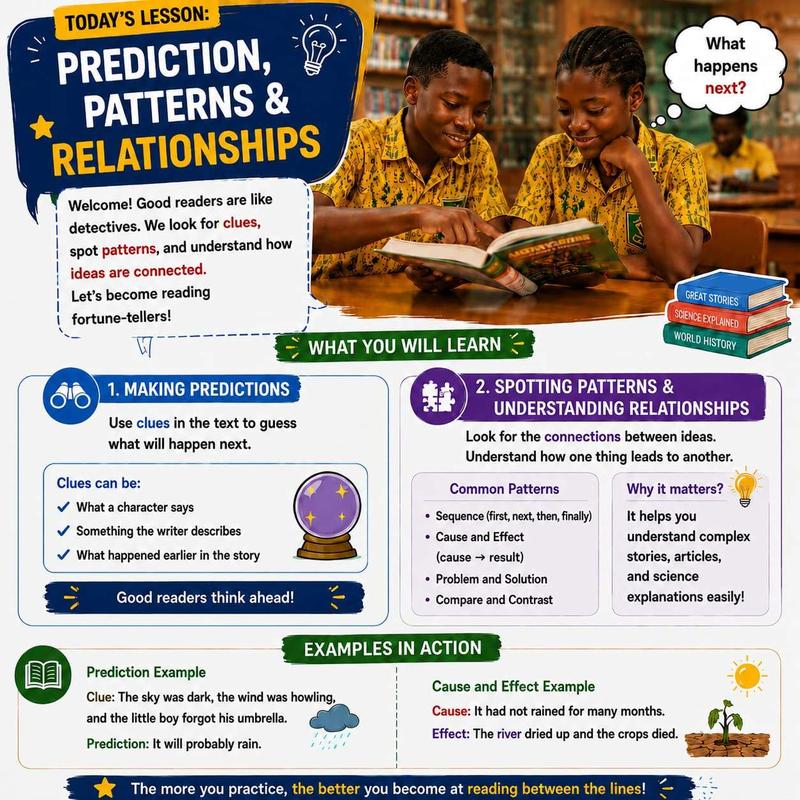 TODAY'S LESSON:
PREDICTION,
PATTERNS &
RELATIONSHIPS
What
happens
next?
Welcome! Good readers are like
detectives. We look for clues,
spot patterns, and understand how
ideas are connected.
Let's become reading
fortune-tellers!
GREAT STORIES
SCIENCE EXPLAINED
WORLD HISTORY
WHAT YOU WILL LEARN
1. MAKING PREDICTIONS
Use clues in the text to guess
what will happen next.
Clues can be:
✓ What a character says
✓ Something the writer describes
✓ What happened earlier in the story
Good readers think ahead!
2. SPOTTING PATTERNS &
UNDERSTANDING RELATIONSHIPS
Look for the connections between ideas.
Understand how one thing leads to another.
Common Patterns
• Sequence (first, next, then, finally)
• Cause and Effect
(cause → result)
• Problem and Solution
• Compare and Contrast
Why it matters?
It helps you
understand complex
stories, articles,
and science
explanations easily!
EXAMPLES IN ACTION
Prediction Example
Clue: The sky was dark, the wind was howling,
and the little boy forgot his umbrella.
Prediction: It will probably rain.
Cause and Effect Example
Cause: It had not rained for many months.
Effect: The river dried up and the crops died.
The more you practice, the better you become at reading between the lines!